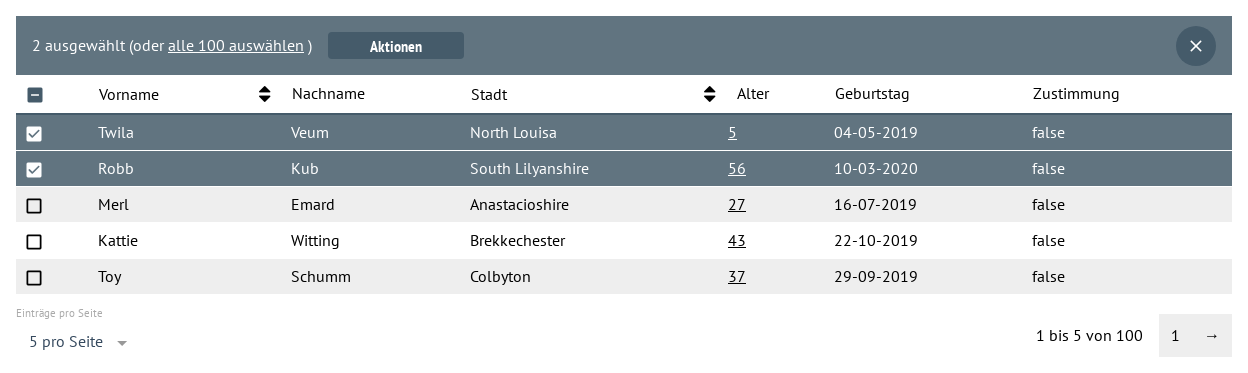 2 ausgewählt (oder alle 100 auswählen ) Aktionen
Vorname Nachname Stadt Alter Geburtstag Zustimmung
Twila Veum North Louisa 5 04-05-2019 false
Robb Kub South Lilyanshire 56 10-03-2020 false
Merl Emard Anastacioshire 27 16-07-2019 false
Kattie Witting Brekkechester 43 22-10-2019 false
Toy Schumm Colbyton 37 29-09-2019 false
Einträge pro Seite
5 pro Seite 1 bis 5 von 100 1 →